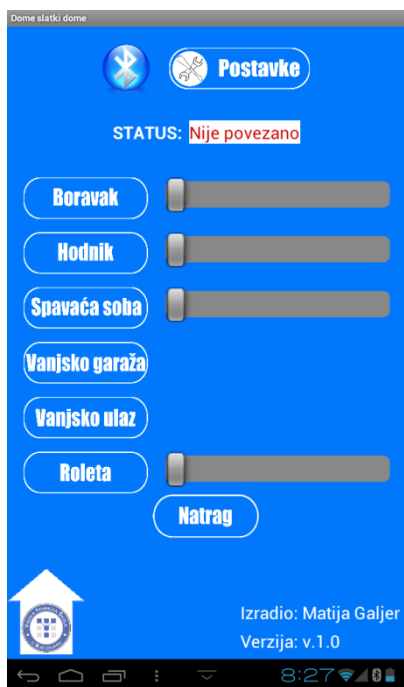 Dome slatki dome
Postavke
STATUS: Nije povezano
Boravak
Hodnik
Spavaća soba
Vanjsko garaža
Vanjsko ulaz
Roleta
Natrag
Izradio: Matija Galjer
Verzija: v.1.0
8:27